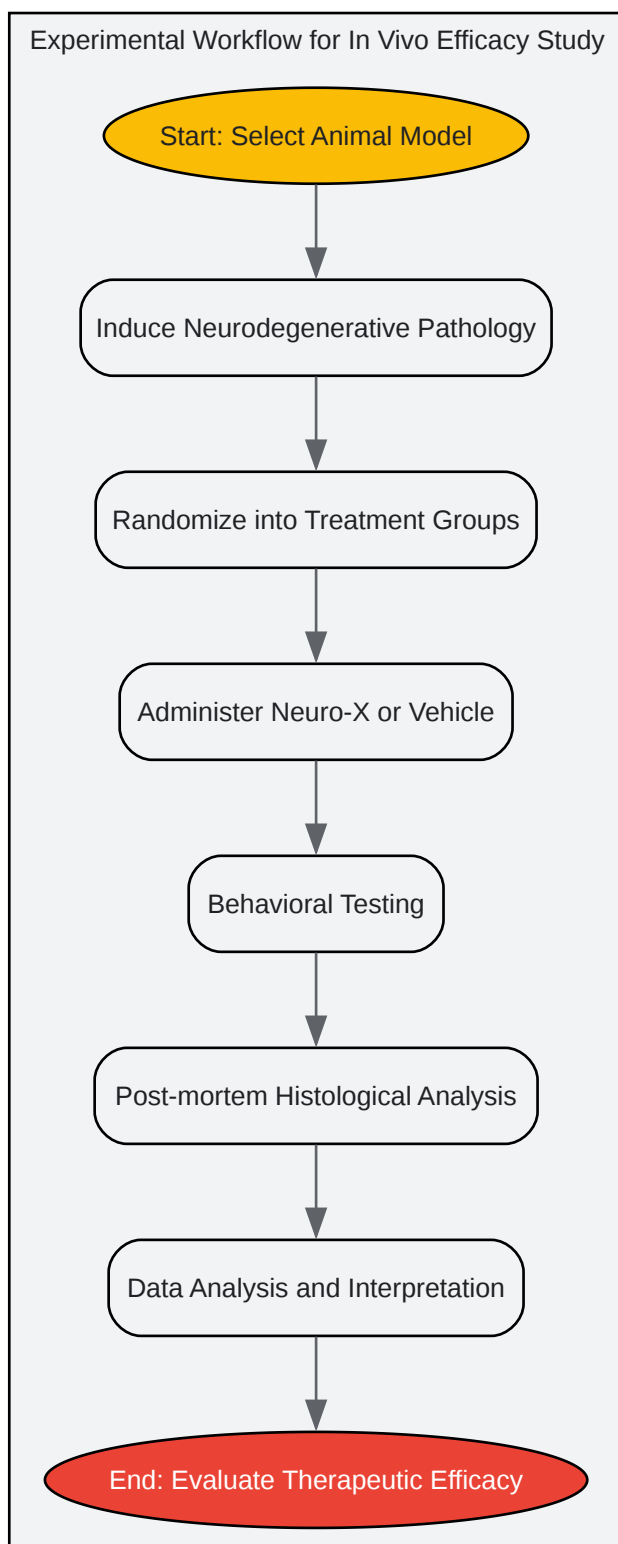 Experimental Workflow for In Vivo Efficacy Study
Start: Select Animal Model
Induce Neurodegenerative Pathology
Randomize into Treatment Groups
Administer Neuro-X or Vehicle
Behavioral Testing
Post-mortem Histological Analysis
Data Analysis and Interpretation
End: Evaluate Therapeutic Efficacy